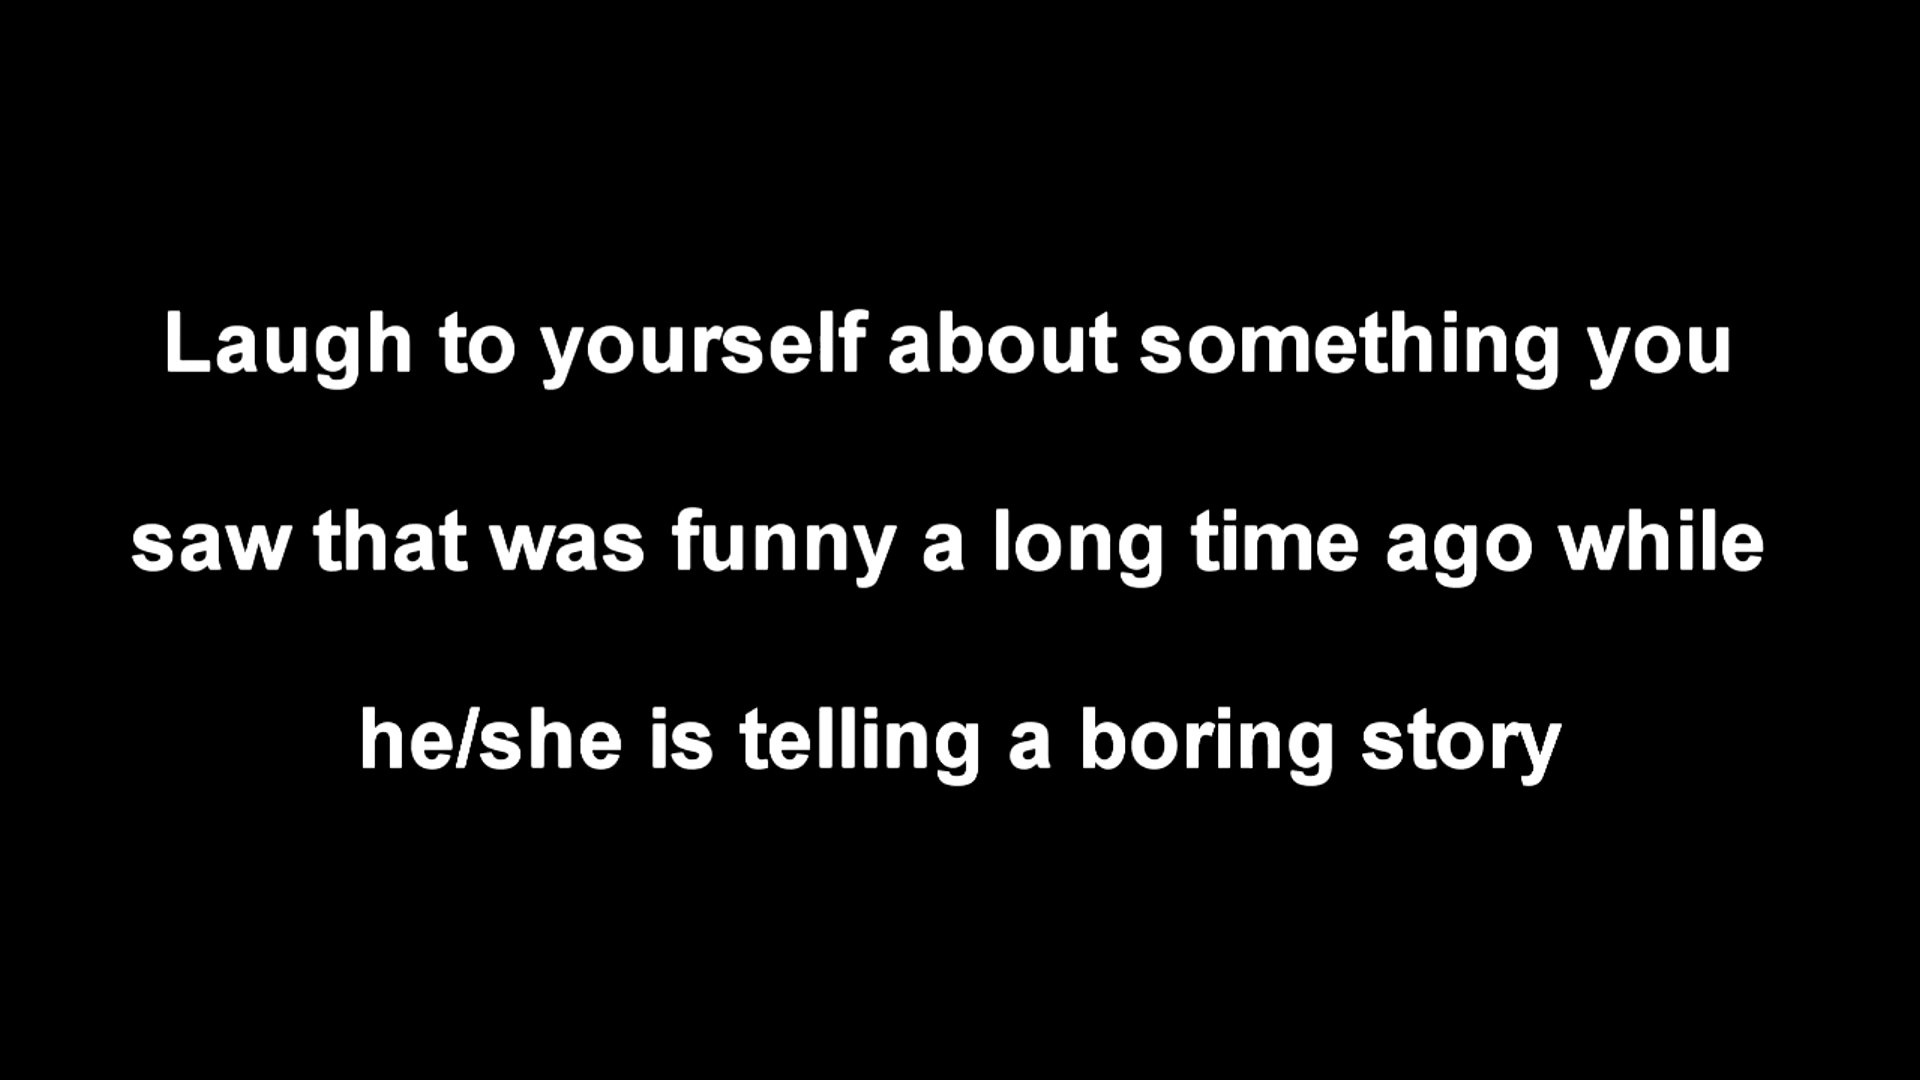 Laugh to yourself about something you
saw that was funny a long time ago while
he/she is telling a boring story